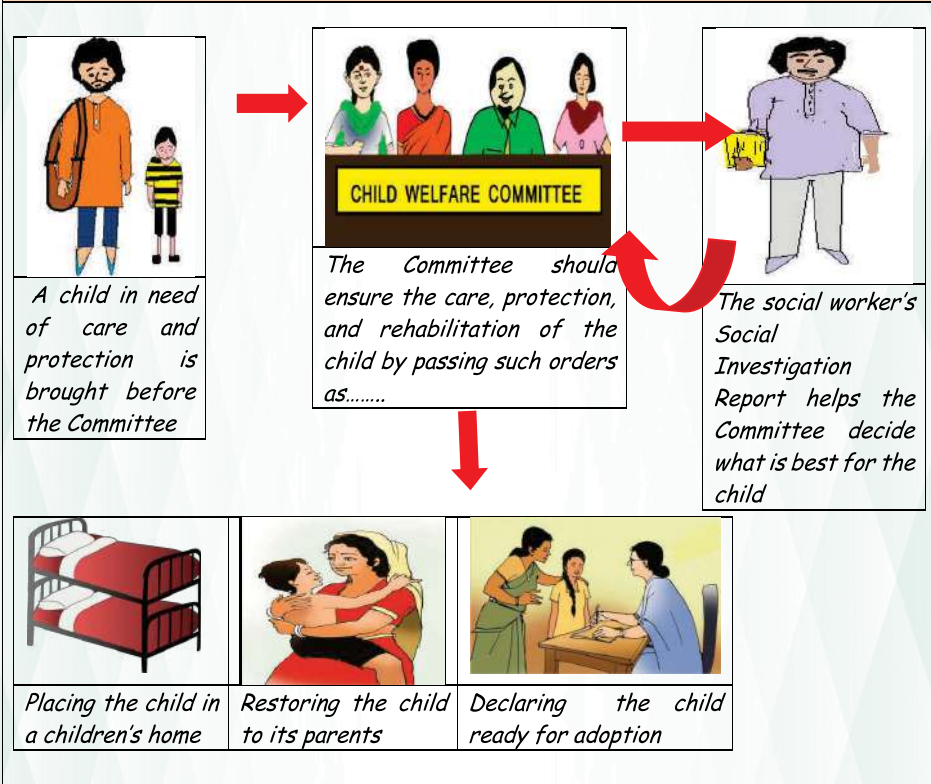 CHILD WELFARE COMMITTEE
A child in need
of care and
protection is
brought before
the Committee
The Committee should
ensure the care, protection,
and rehabilitation of the
child by passing such orders
as……..
The social worker's
Social
Investigation
Report helps the
Committee decide
what is best for the
child
Placing the child in
a children's home
Restoring the child
to its parents
Declaring the child
ready for adoption